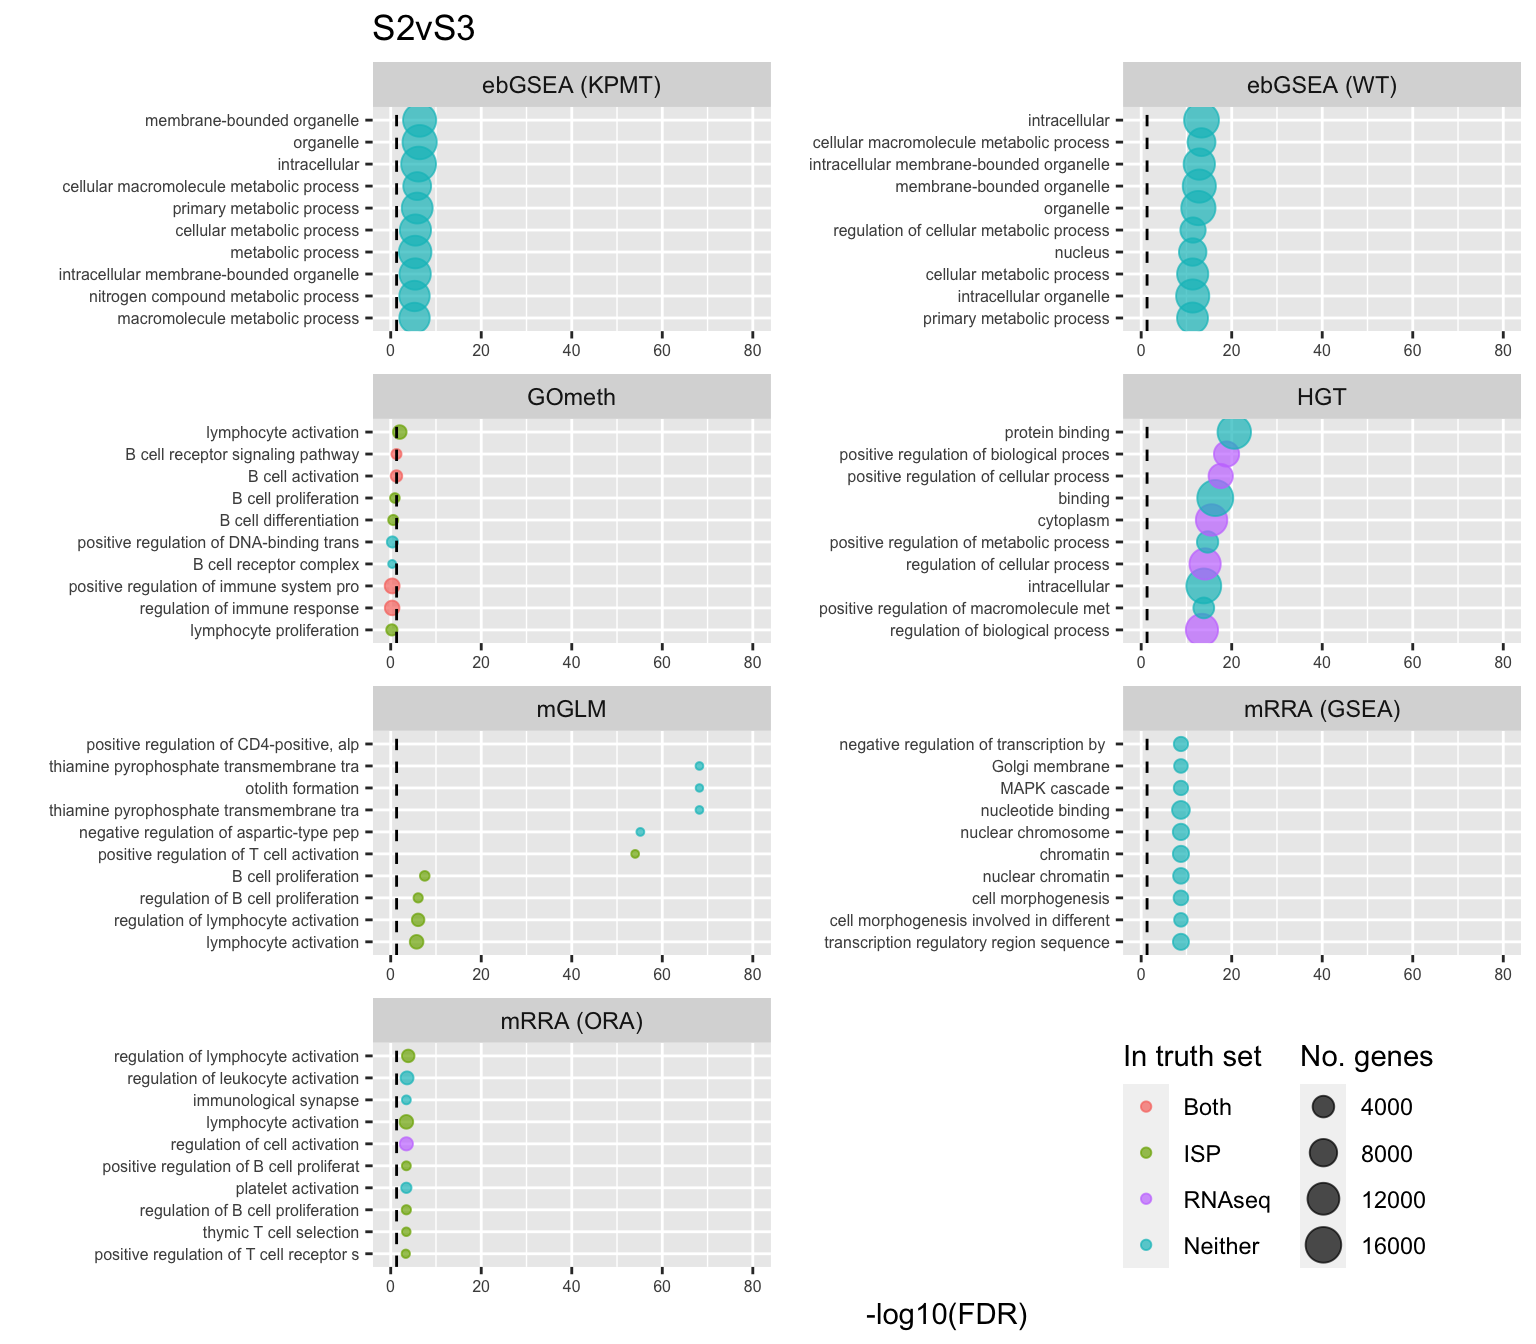 S2vS3
ebGSEA (KPMT)
membrane-bounded organelle
organelle
intracellular
cellular macromolecule metabolic process
primary metabolic process
cellular metabolic process
metabolic process
intracellular membrane-bounded organelle
nitrogen compound metabolic process
macromolecule metabolic process
0 20 40 60 80
ebGSEA (WT)
intracellular
cellular macromolecule metabolic process
intracellular membrane-bounded organelle
membrane-bounded organelle
organelle
regulation of cellular metabolic process
nucleus
cellular metabolic process
intracellular organelle
primary metabolic process
0 20 40 60 80
GOmeth
lymphocyte activation
B cell receptor signaling pathway
B cell activation
B cell proliferation
B cell differentiation
positive regulation of DNA-binding trans
B cell receptor complex
positive regulation of immune system pro
regulation of immune response
lymphocyte proliferation
0 20 40 60 80
HGT
protein binding
positive regulation of biological proces
positive regulation of cellular process
binding
cytoplasm
positive regulation of metabolic process
regulation of cellular process
intracellular
positive regulation of macromolecule met
regulation of biological process
0 20 40 60 80
mGLM
positive regulation of CD4-positive, alp
thiamine pyrophosphate transmembrane tra
otolith formation
thiamine pyrophosphate transmembrane tra
negative regulation of aspartic-type pep
positive regulation of T cell activation
B cell proliferation
regulation of B cell proliferation
regulation of lymphocyte activation
lymphocyte activation
0 20 40 60 80
mRRA (GSEA)
negative regulation of transcription by
Golgi membrane
MAPK cascade
nucleotide binding
nuclear chromosome
chromatin
nuclear chromatin
cell morphogenesis
cell morphogenesis involved in different
transcription regulatory region sequence
0 20 40 60 80
mRRA (ORA)
regulation of lymphocyte activation
regulation of leukocyte activation
immunological synapse
lymphocyte activation
regulation of cell activation
positive regulation of B cell proliferat
platelet activation
regulation of B cell proliferation
thymic T cell selection
positive regulation of T cell receptor s
0 20 40 60 80
In truth set
Both
ISP
RNAseq
Neither
No. genes
4000
8000
12000
16000
-log10(FDR)